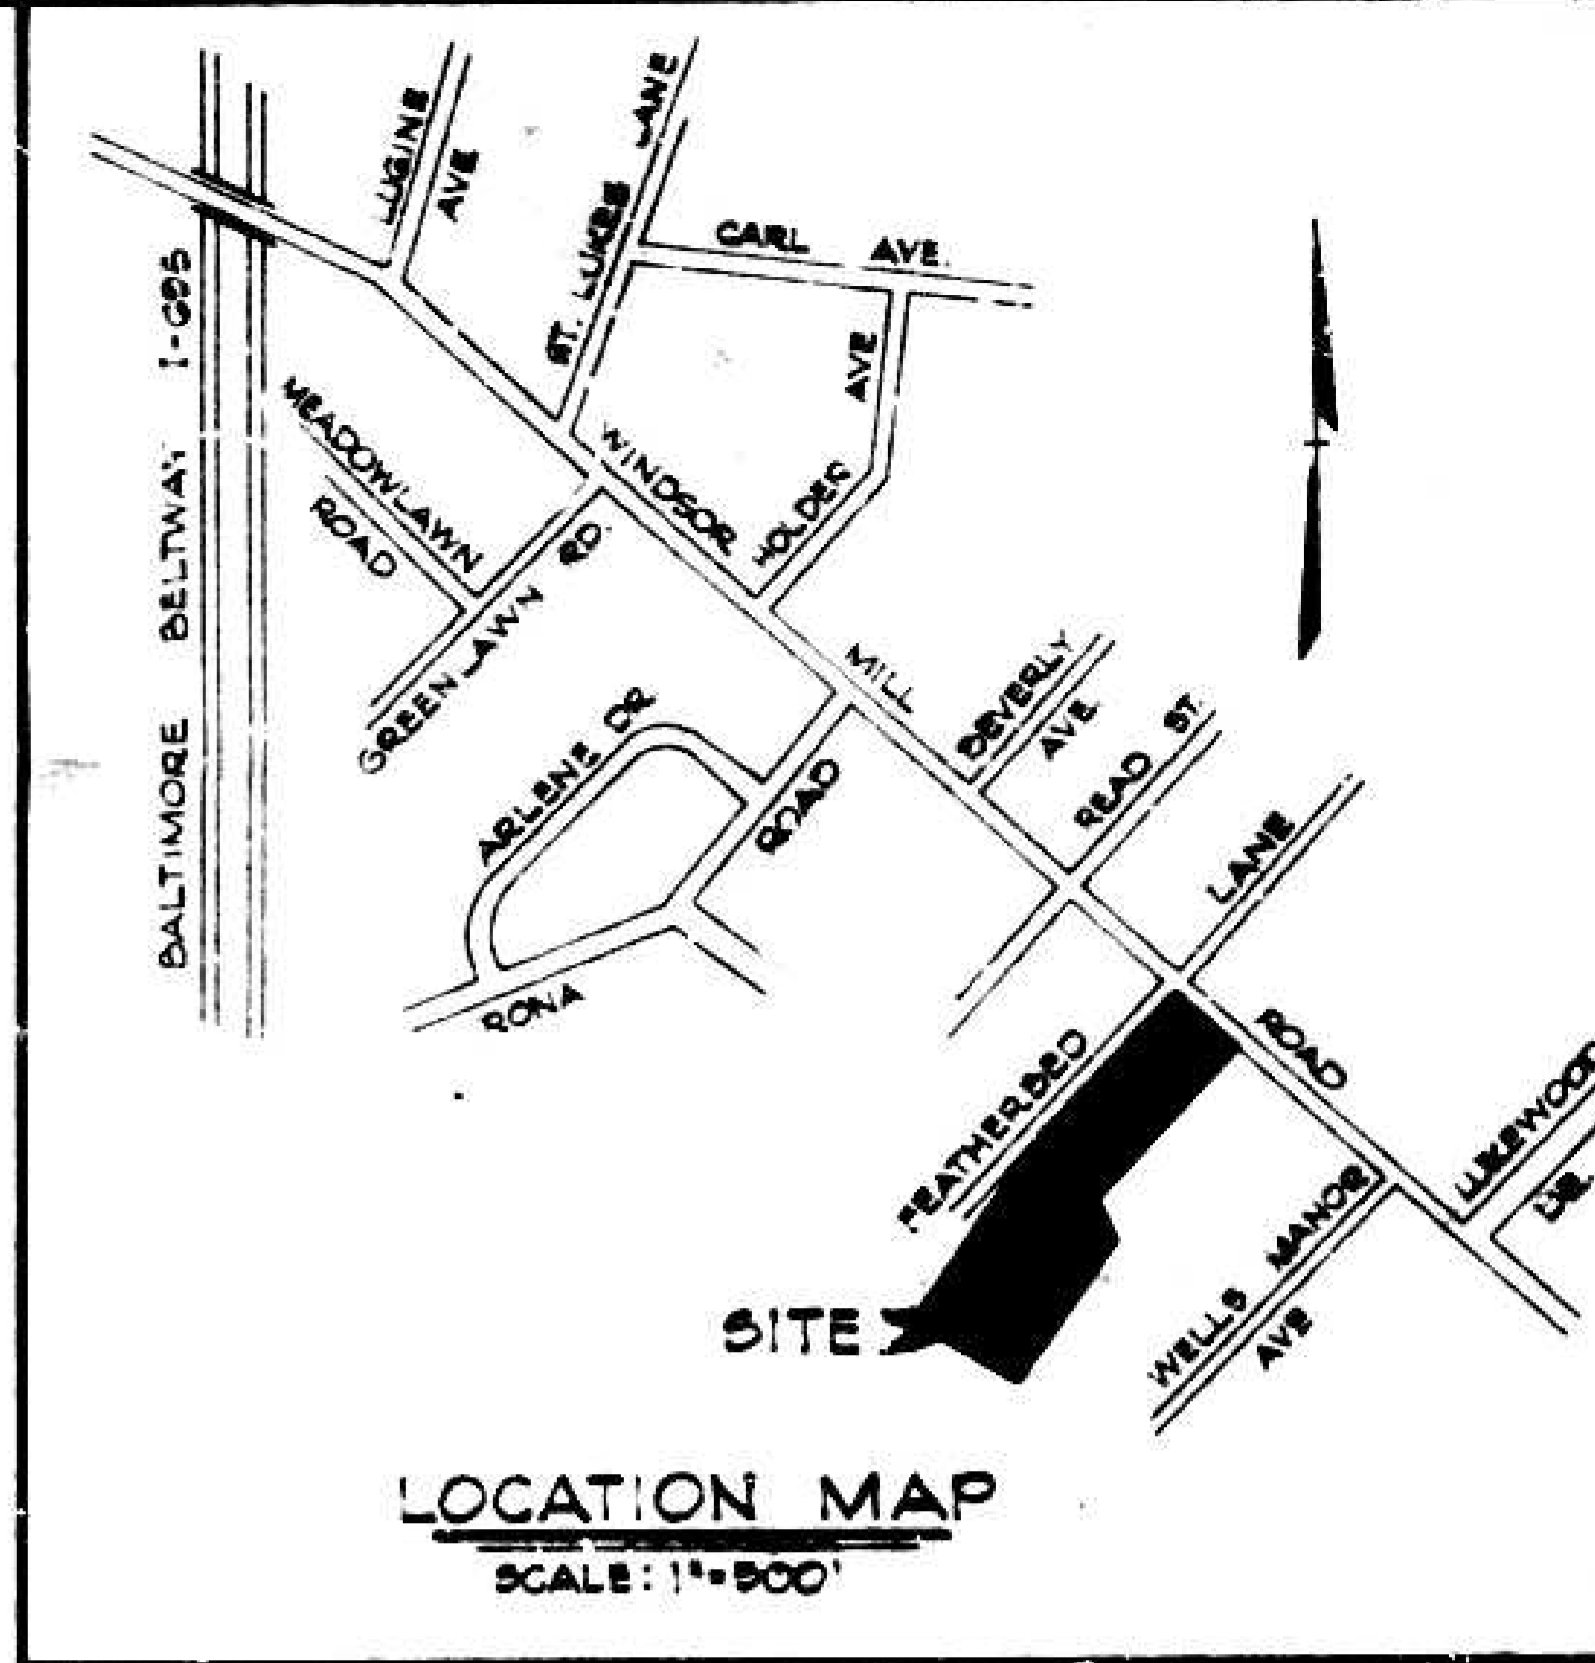 LUGINE
AVE
ST. LUKES LANE
CARL AVE.
BALTIMORE BELTWAY I-695
MEADOWLAWN
ROAD
WINDSOR MILL ROAD
HOLDER AVE
GREENLAWN RD.
ARLENE DR
RONA ROAD
BEVERLY
AVE.
READ ST.
FEATHERBED LANE
LUKEWOOD
DR.
WELLS MANOR
AVE
SITE
LOCATION MAP
SCALE: 1"=500'